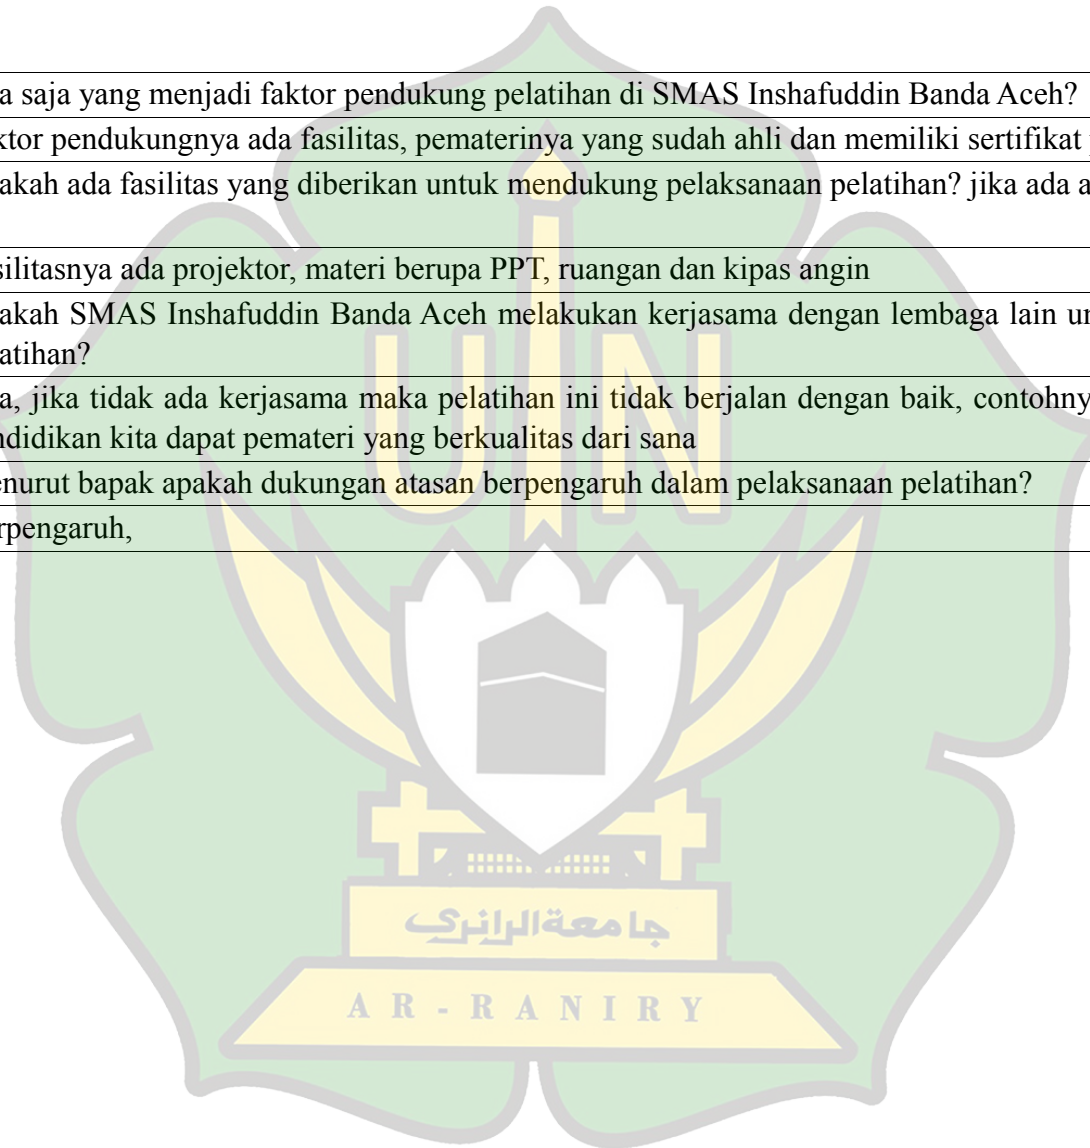 a saja yang menjadi faktor pendukung pelatihan di SMAS Inshafuddin Banda Aceh?
ktor pendukungnya ada fasilitas, pematerinya yang sudah ahli dan memiliki sertifikat
akah ada fasilitas yang diberikan untuk mendukung pelaksanaan pelatihan? jika ada a
silitasnya ada projektor, materi berupa PPT, ruangan dan kipas angin
akah SMAS Inshafuddin Banda Aceh melakukan kerjasama dengan lembaga lain un
atihan?
a, jika tidak ada kerjasama maka pelatihan ini tidak berjalan dengan baik, contohny
ndidikan kita dapat pemateri yang berkualitas dari sana
enurut bapak apakah dukungan atasan berpengaruh dalam pelaksanaan pelatihan?
rpengaruh,
UIN
جامعةالرانري
AR-RANIRY